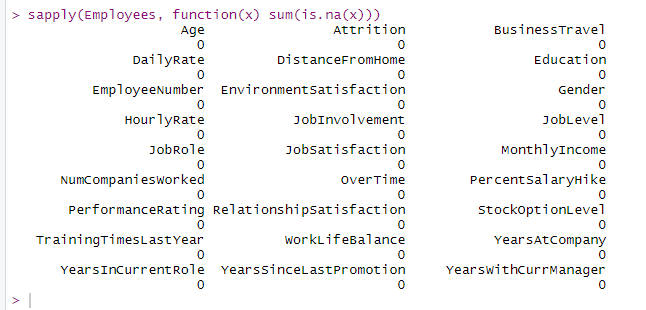 > sapply(Employees, function(x) sum(is.na(x)))
Age Attrition BusinessTravel
0 0 0
DailyRate DistanceFromHome Education
0 0 0
EmployeeNumber EnvironmentSatisfaction Gender
0 0 0
HourlyRate JobInvolvement JobLevel
0 0 0
JobRole JobSatisfaction MonthlyIncome
0 0 0
NumCompaniesWorked OverTime PercentSalaryHike
0 0 0
PerformanceRating RelationshipSatisfaction StockOptionLevel
0 0 0
TrainingTimesLastYear WorkLifeBalance YearsAtCompany
0 0 0
YearsInCurrentRole YearsSinceLastPromotion YearsWithCurrManager
0 0 0
>